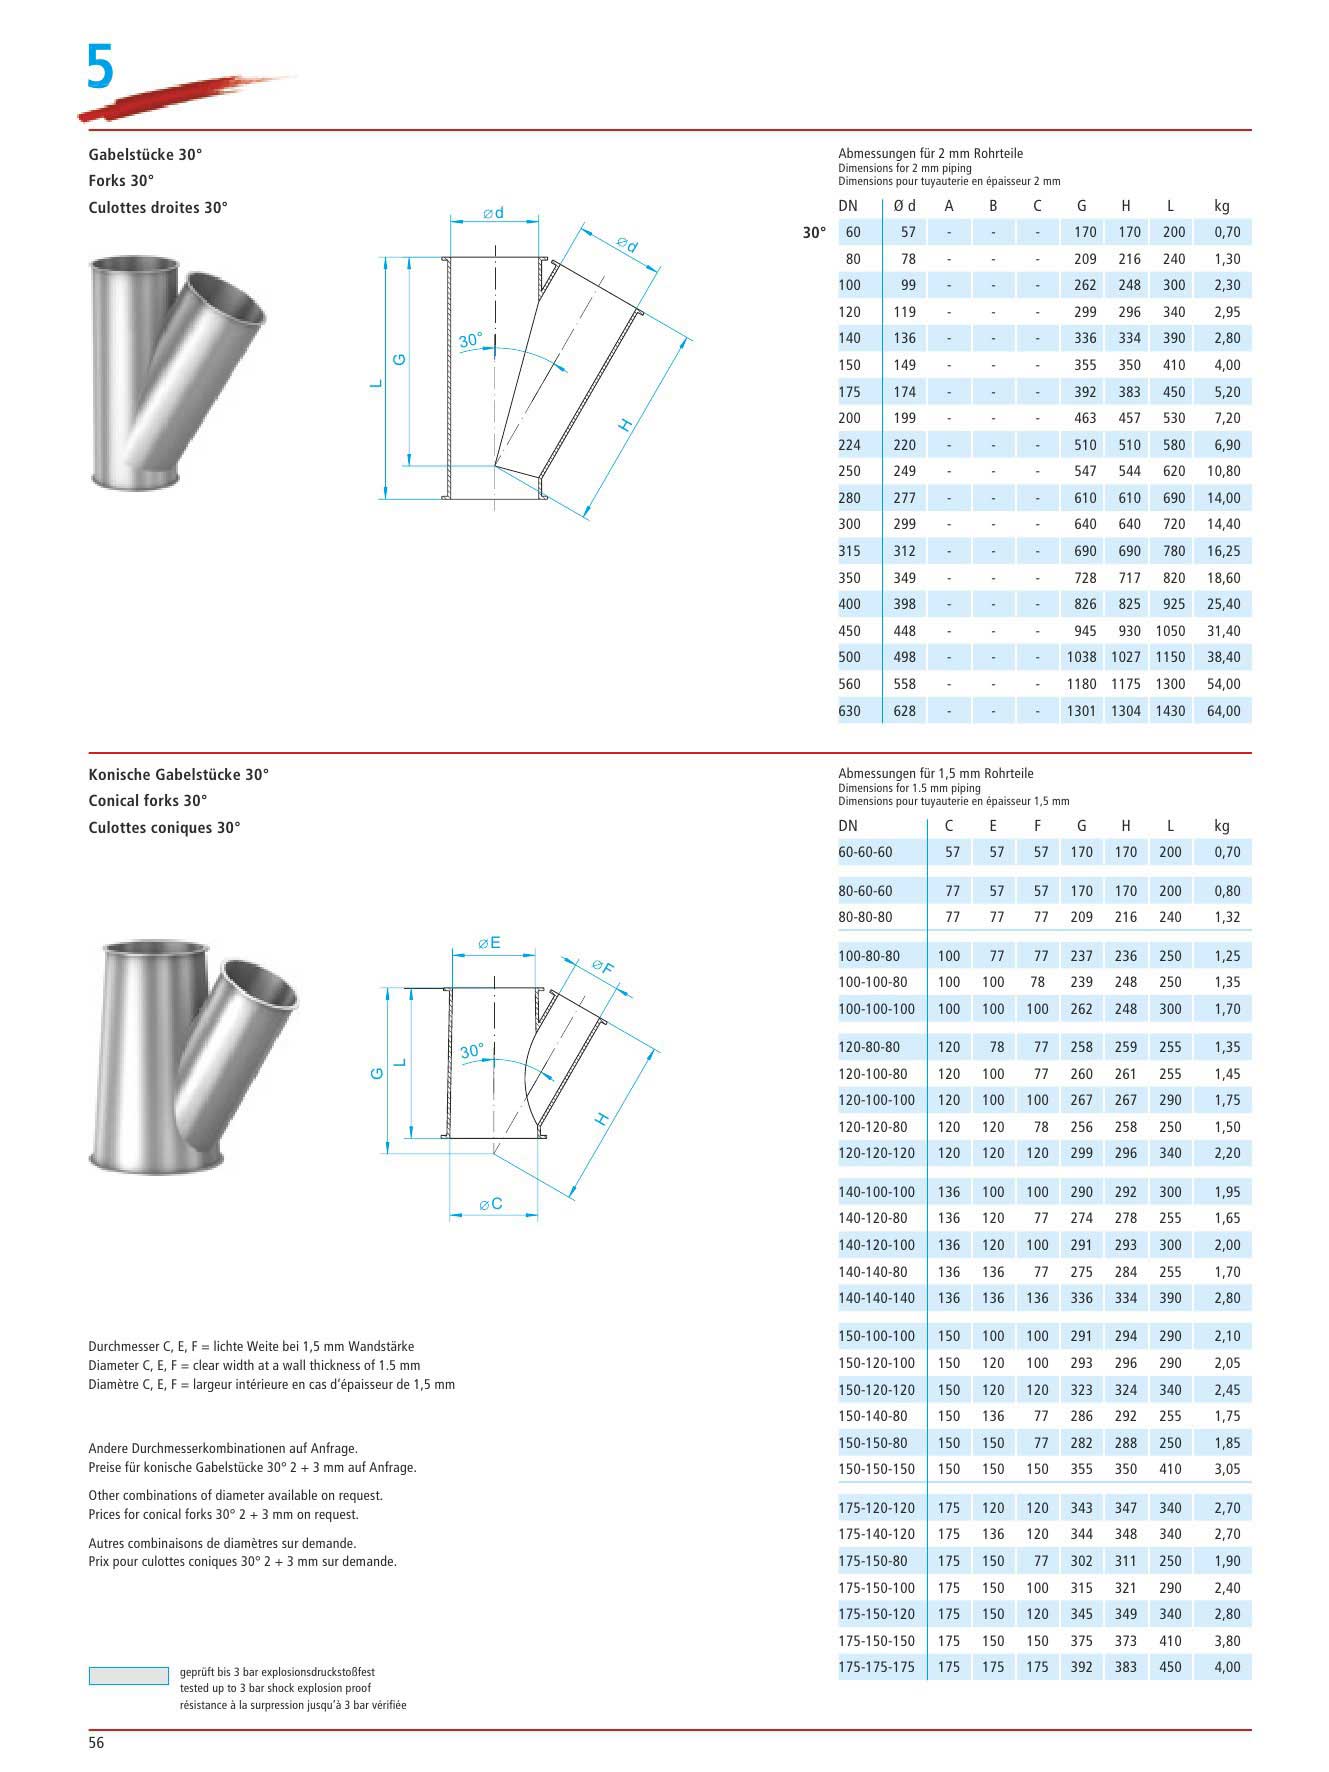 5
Gabelstücke 30°
Forks 30°
Culottes droites 30°
Ød
Ød
30°
G
L
H
Abmessungen für 2 mm Rohrteile
Dimensions for 2 mm piping
Dimensions pour tuyauterie en épaisseur 2 mm
DN Ø d A B C G H L kg
30° 60 57 - - - 170 170 200 0,70
80 78 - - - 209 216 240 1,30
100 99 - - - 262 248 300 2,30
120 119 - - - 299 296 340 2,95
140 136 - - - 336 334 390 2,80
150 149 - - - 355 350 410 4,00
175 174 - - - 392 383 450 5,20
200 199 - - - 463 457 530 7,20
224 220 - - - 510 510 580 6,90
250 249 - - - 547 544 620 10,80
280 277 - - - 610 610 690 14,00
300 299 - - - 640 640 720 14,40
315 312 - - - 690 690 780 16,25
350 349 - - - 728 717 820 18,60
400 398 - - - 826 825 925 25,40
450 448 - - - 945 930 1050 31,40
500 498 - - - 1038 1027 1150 38,40
560 558 - - - 1180 1175 1300 54,00
630 628 - - - 1301 1304 1430 64,00
Konische Gabelstücke 30°
Conical forks 30°
Culottes coniques 30°
ØE
ØF
30°
G
L
H
ØC
Abmessungen für 1,5 mm Rohrteile
Dimensions for 1.5 mm piping
Dimensions pour tuyauterie en épaisseur 1,5 mm
DN C E F G H L kg
60-60-60 57 57 57 170 170 200 0,70
80-60-60 77 57 57 170 170 200 0,80
80-80-80 77 77 77 209 216 240 1,32
100-80-80 100 77 77 237 236 250 1,25
100-100-80 100 100 78 239 248 250 1,35
100-100-100 100 100 100 262 248 300 1,70
120-80-80 120 78 77 258 259 255 1,35
120-100-80 120 100 77 260 261 255 1,45
120-100-100 120 100 100 267 267 290 1,75
120-120-80 120 120 78 256 258 250 1,50
120-120-120 120 120 120 299 296 340 2,20
140-100-100 136 100 100 290 292 300 1,95
140-120-80 136 120 77 274 278 255 1,65
140-120-100 136 120 100 291 293 300 2,00
140-140-80 136 136 77 275 284 255 1,70
140-140-140 136 136 136 336 334 390 2,80
150-100-100 150 100 100 291 294 290 2,10
150-120-100 150 120 100 293 296 290 2,05
150-120-120 150 120 120 323 324 340 2,45
150-140-80 150 136 77 286 292 255 1,75
150-150-80 150 150 77 282 288 250 1,85
150-150-150 150 150 150 355 350 410 3,05
175-120-120 175 120 120 343 347 340 2,70
175-140-120 175 136 120 344 348 340 2,70
175-150-80 175 150 77 302 311 250 1,90
175-150-100 175 150 100 315 321 290 2,40
175-150-120 175 150 120 345 349 340 2,80
175-150-150 175 150 150 375 373 410 3,80
175-175-175 175 175 175 392 383 450 4,00
Durchmesser C, E, F = lichte Weite bei 1,5 mm Wandstärke
Diameter C, E, F = clear width at a wall thickness of 1.5 mm
Diamètre C, E, F = largeur intérieure en cas d’épaisseur de 1,5 mm
Andere Durchmesserkombinationen auf Anfrage.
Preise für konische Gabelstücke 30° 2 + 3 mm auf Anfrage.
Other combinations of diameter available on request.
Prices for conical forks 30° 2 + 3 mm on request.
Autres combinaisons de diamètres sur demande.
Prix pour culottes coniques 30° 2 + 3 mm sur demande.
geprüft bis 3 bar explosionsdruckstoßfest
tested up to 3 bar shock explosion proof
résistance à la surpression jusqu’à 3 bar vérifiée
56